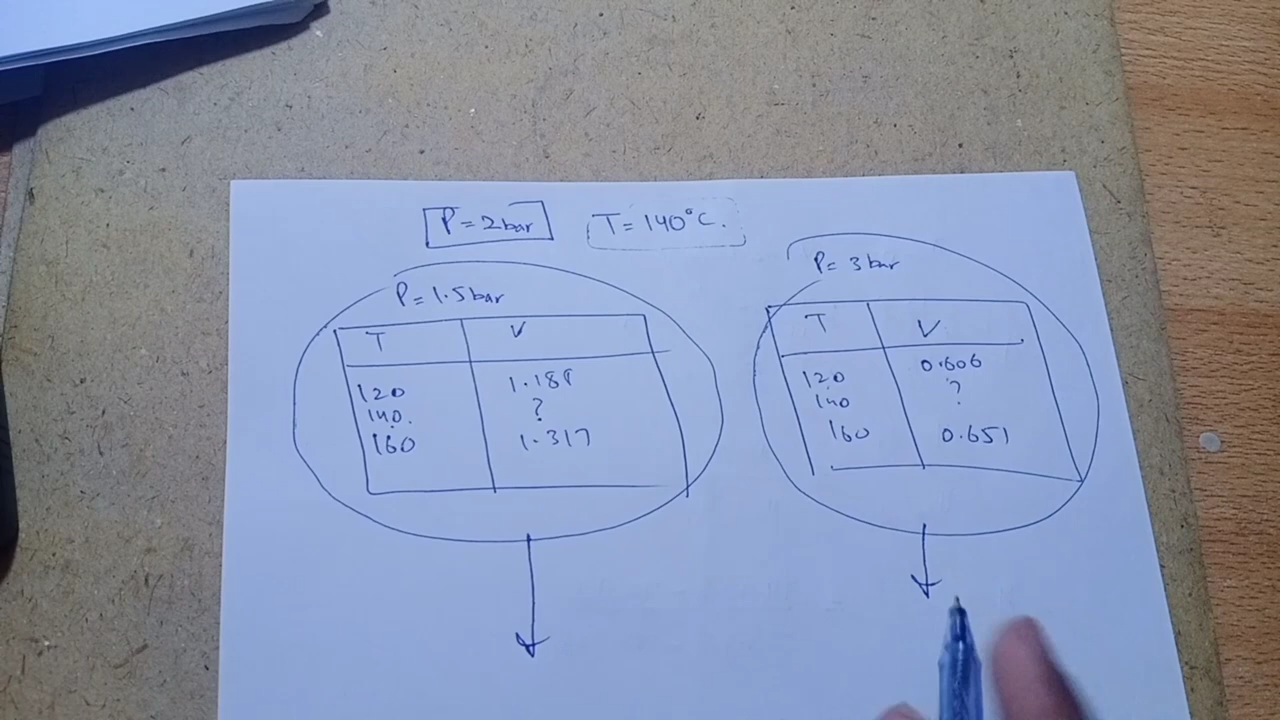 P=2bar T=140°C.
P=1.5bar
T V
120 1.188
140. ?
160 1.317
P=3bar
T V
120 0.606
140 ?
160 0.651